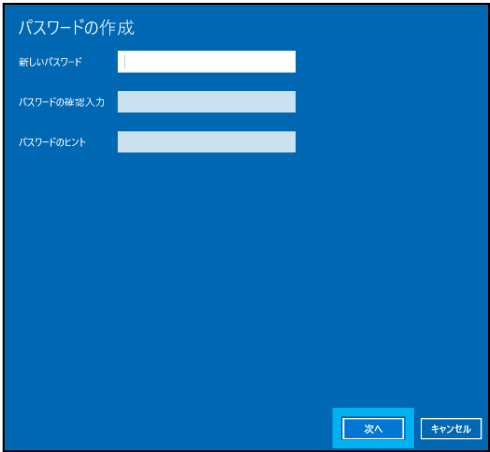 パスワードの作成
新しいパスワード
パスワードの確認入力
パスワードのヒント
次へ
キャンセル